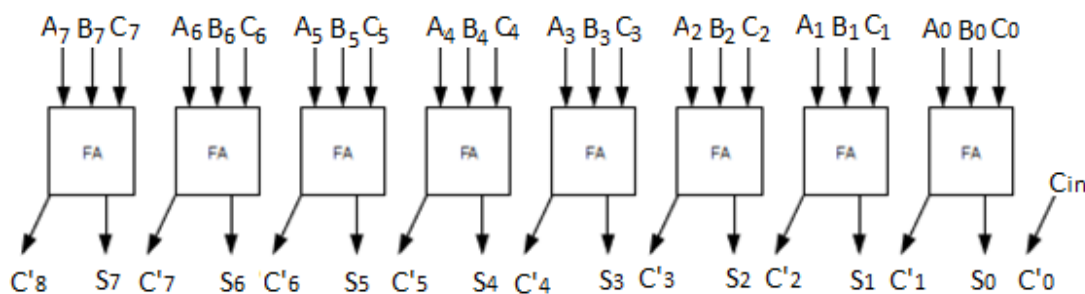 A7 B7 C7 A6 B6 C6 A5 B5 C5 A4 B4 C4 A3 B3 C3 A2 B2 C2 A1 B1 C1 A0 B0 C0
FA FA FA FA FA FA FA FA
Cin
C'8 S7 C'7 S6 C'6 S5 C'5 S4 C'4 S3 C'3 S2 C'2 S1 C'1 S0 C'0